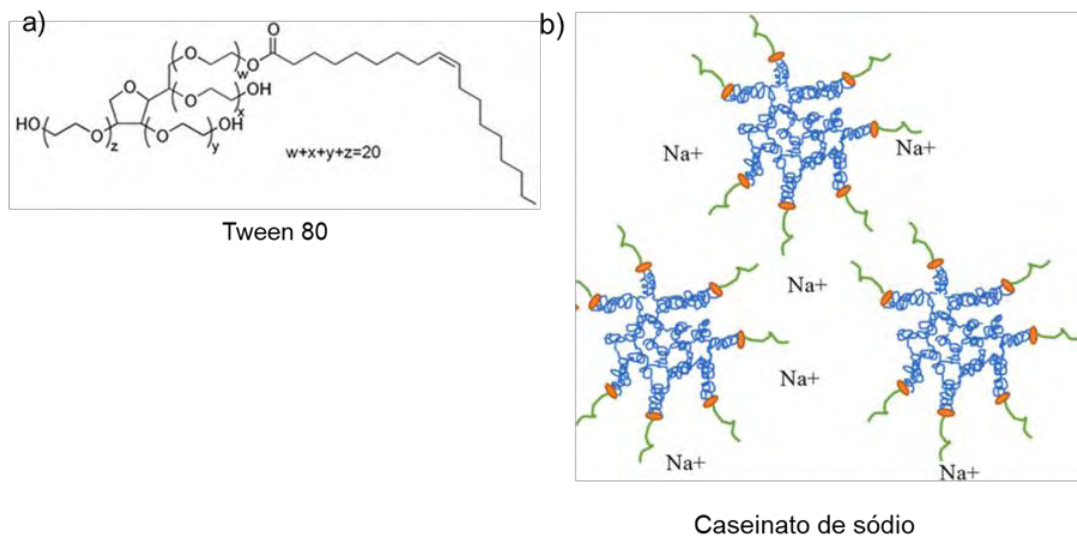 a)
O
O
w
O
O
O
OH
x
HO
O
z
O
OH
y
w+x+y+z=20
Tween 80
b)
Na+
Na+
Na+
Na+
Na+
Na+
Caseinato de sódio